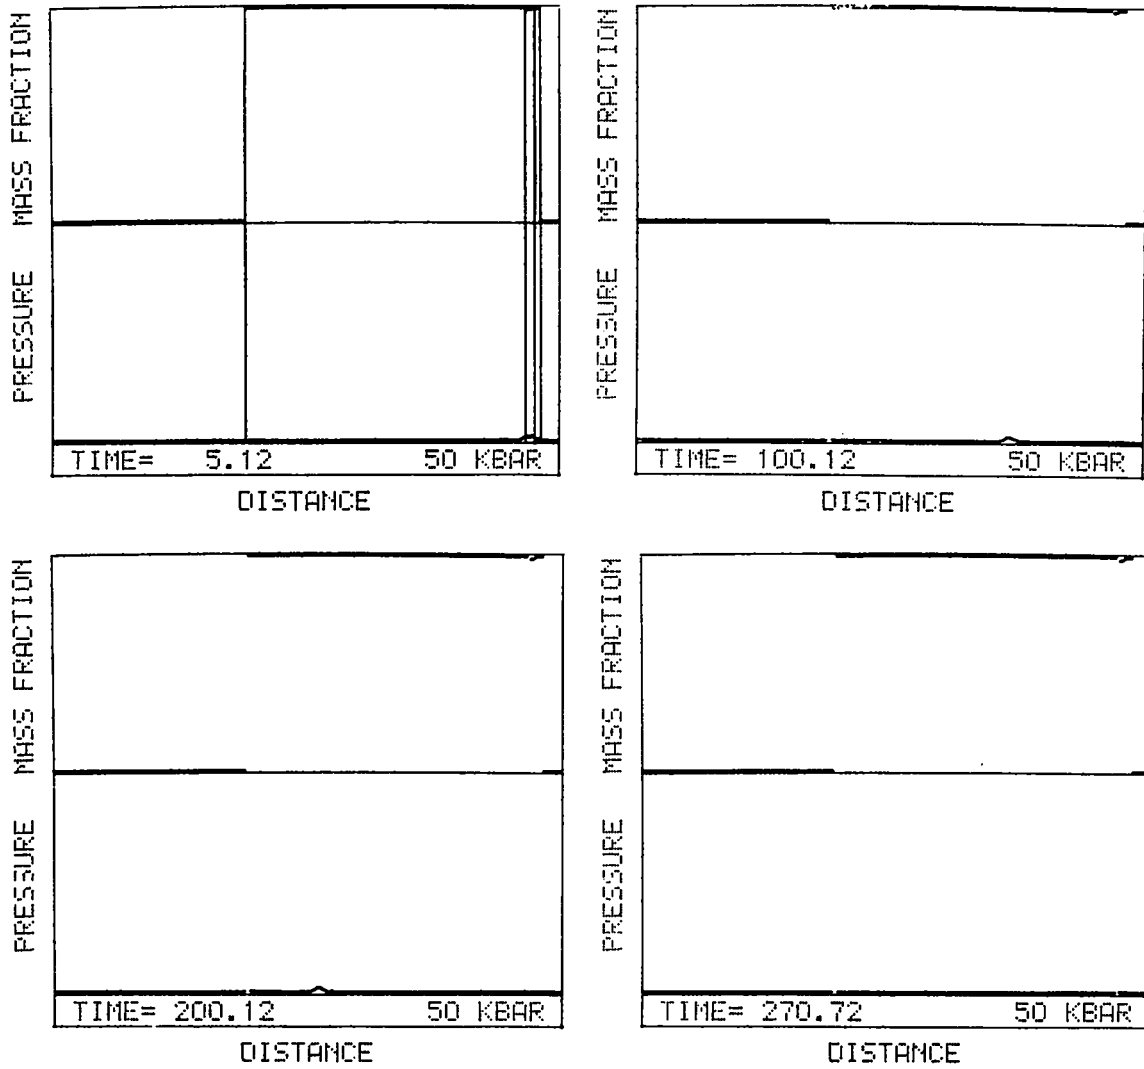 MASS FRACTION
PRESSURE
TIME= 5.12 50 KBAR
DISTANCE
MASS FRACTION
PRESSURE
TIME= 100.12 50 KBAR
DISTANCE
MASS FRACTION
PRESSURE
TIME= 200.12 50 KBAR
DISTANCE
MASS FRACTION
PRESSURE
TIME= 270.72 50 KBAR
DISTANCE